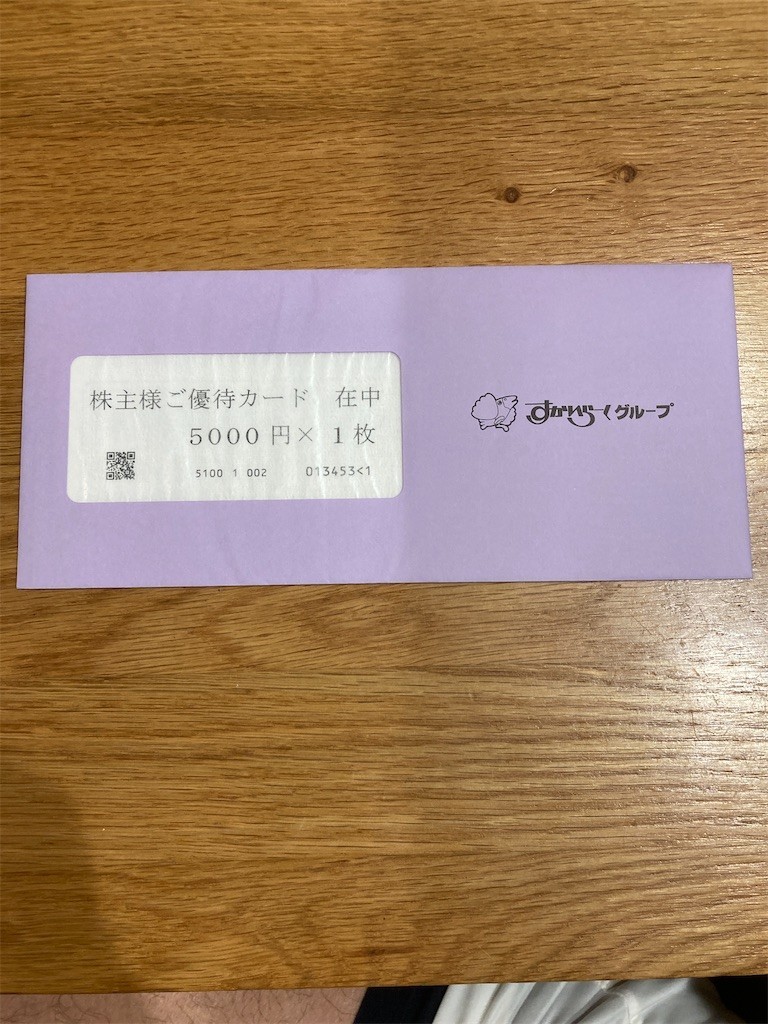 株主様ご優待カード 在中
5000円×1枚
5100 1 002 013453<1
すかいらーくグループ